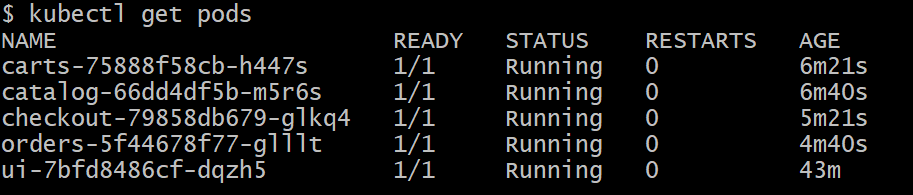 $ kubectl get pods
NAME                         READY   STATUS    RESTARTS   AGE
carts-75888f58cb-h447s       1/1     Running   0          6m21s
catalog-66dd4df5b-m5r6s      1/1     Running   0          6m40s
checkout-79858db679-glkq4    1/1     Running   0          5m21s
orders-5f44678f77-glllt      1/1     Running   0          4m40s
ui-7bfd8486cf-dqzh5          1/1     Running   0          43m